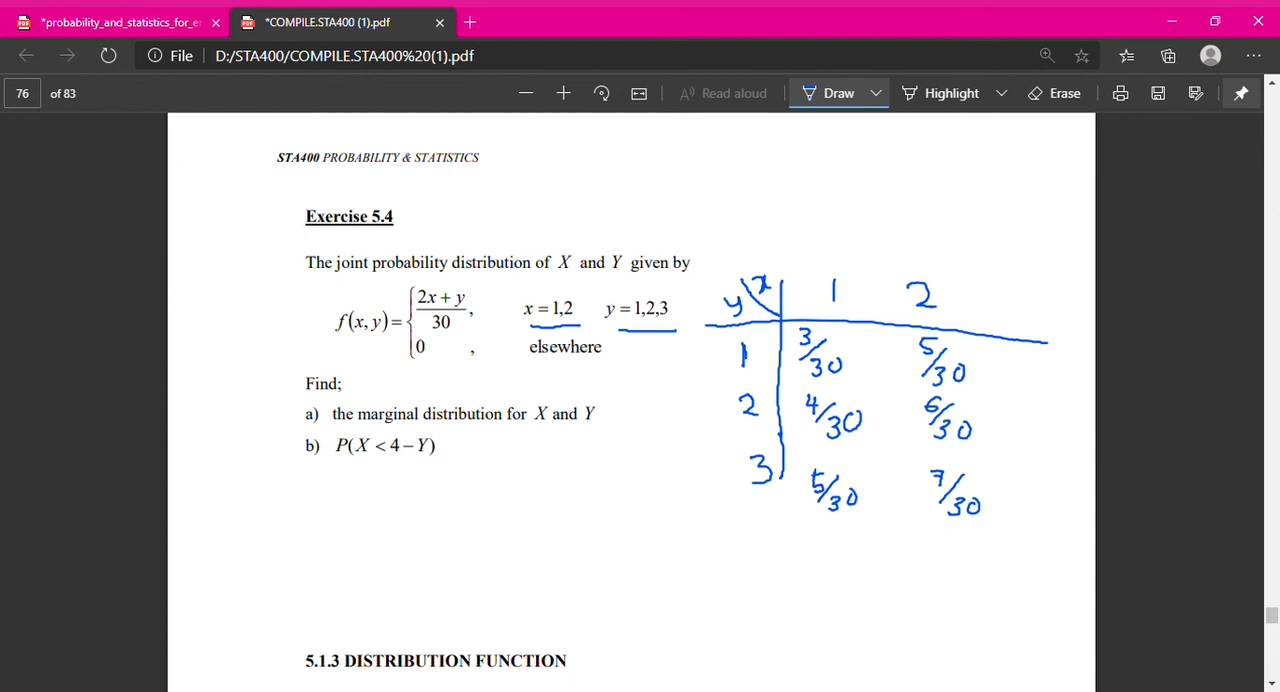 *probability_and_statistics_for_er
*COMPILE.STA400 (1).pdf
File D:/STA400/COMPILE.STA400%20(1).pdf
76 of 83 Read aloud Draw Highlight Erase
STA400 PROBABILITY & STATISTICS
Exercise 5.4
The joint probability distribution of X and Y given by
f(x,y) = { (2x + y)/30, x = 1,2 y = 1,2,3
0 , elsewhere
Find;
a) the marginal distribution for X and Y
b) P(X < 4 − Y)
y x 1 2
1 3/30 5/30
2 4/30 6/30
3 5/30 7/30
5.1.3 DISTRIBUTION FUNCTION